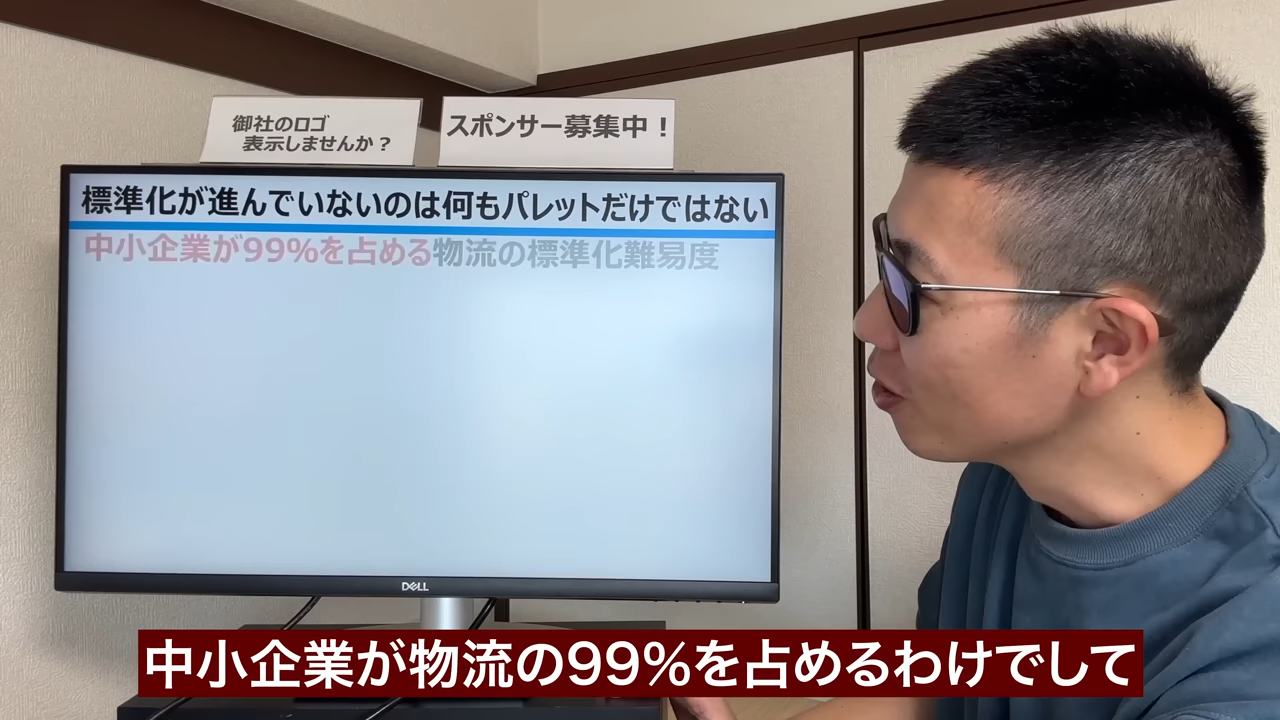 御社のロゴ
表示しませんか？
スポンサー募集中！
標準化が進んでいないのは何もパレットだけではない
中小企業が99%を占める物流の標準化難易度
DELL
中小企業が物流の99%を占めるわけでして